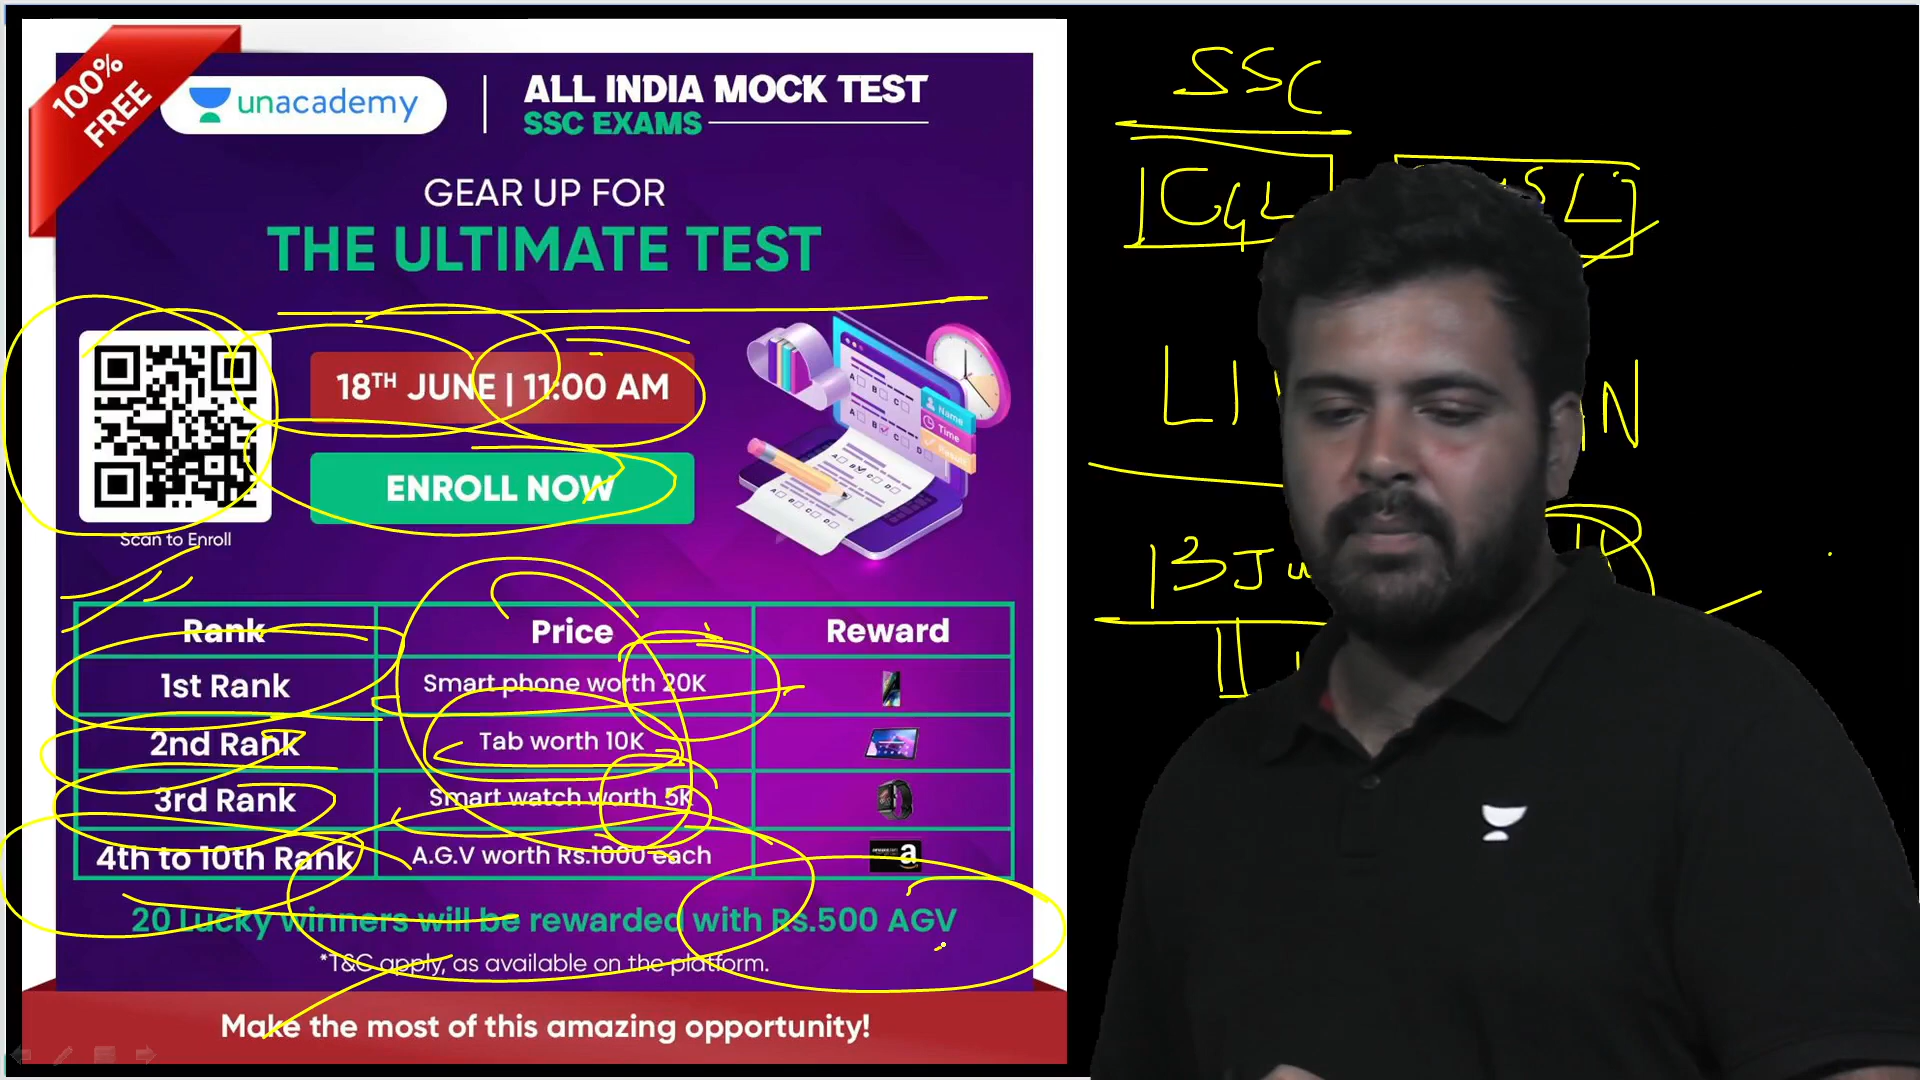 100%
FREE
unacademy
ALL INDIA MOCK TEST
SSC EXAMS
GEAR UP FOR
THE ULTIMATE TEST
18TH JUNE | 11:00 AM
ENROLL NOW
Scan to Enroll
Name
Time
Result
Rank Price Reward
1st Rank Smart phone worth 20K
2nd Rank Tab worth 10K
3rd Rank Smart watch worth 5K
4th to 10th Rank A.G.V worth Rs.1000 each
a
20 Lucky winners will be rewarded with Rs.500 AGV
*T&C apply, as available on the platform.
Make the most of this amazing opportunity!
SSC
CGL